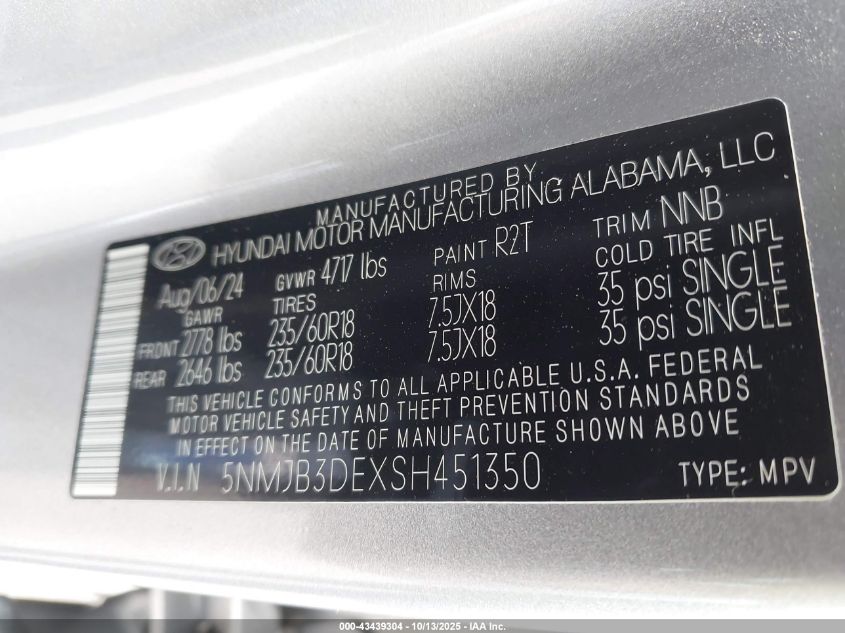 MANUFACTURED BY
HYUNDAI MOTOR MANUFACTURING ALABAMA, LLC
Aug/06/24 GVWR 4717 lbs PAINT R2T TRIM NNB
GAWR TIRES RIMS COLD TIRE INFL
FRONT 2778 lbs 235/60R18 7.5JX18 35 psi SINGLE
REAR 2646 lbs 235/60R18 7.5JX18 35 psi SINGLE
THIS VEHICLE CONFORMS TO ALL APPLICABLE U.S.A. FEDERAL
MOTOR VEHICLE SAFETY AND THEFT PREVENTION STANDARDS
IN EFFECT ON THE DATE OF MANUFACTURE SHOWN ABOVE
V.I.N 5NMJB3DEXSH451350 TYPE: MPV
000-43439304 - 10/13/2025 - IAA Inc.